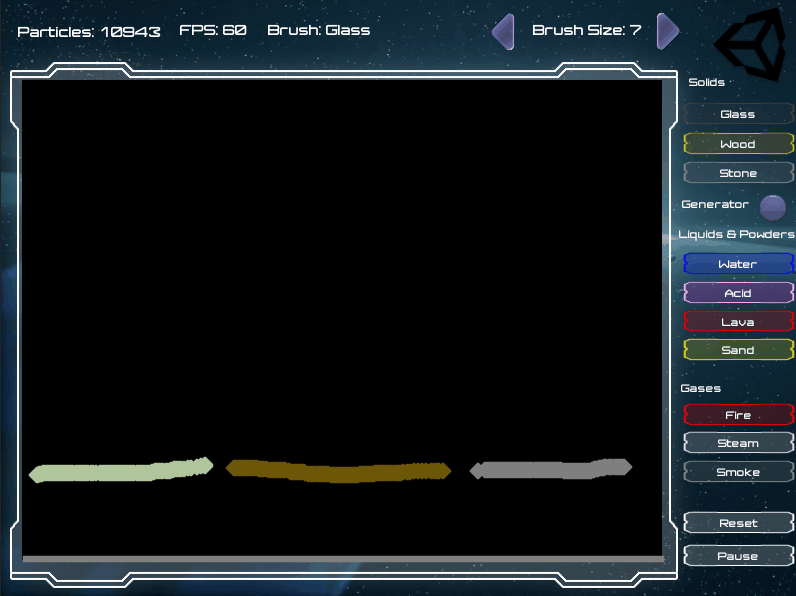 Particles: 10943 FPS: 60 Brush: Glass Brush Size: 7
Solids
Glass
Wood
Stone
Generator
Liquids & Powders
Water
Acid
Lava
Sand
Gases
Fire
Steam
Smoke
Reset
Pause